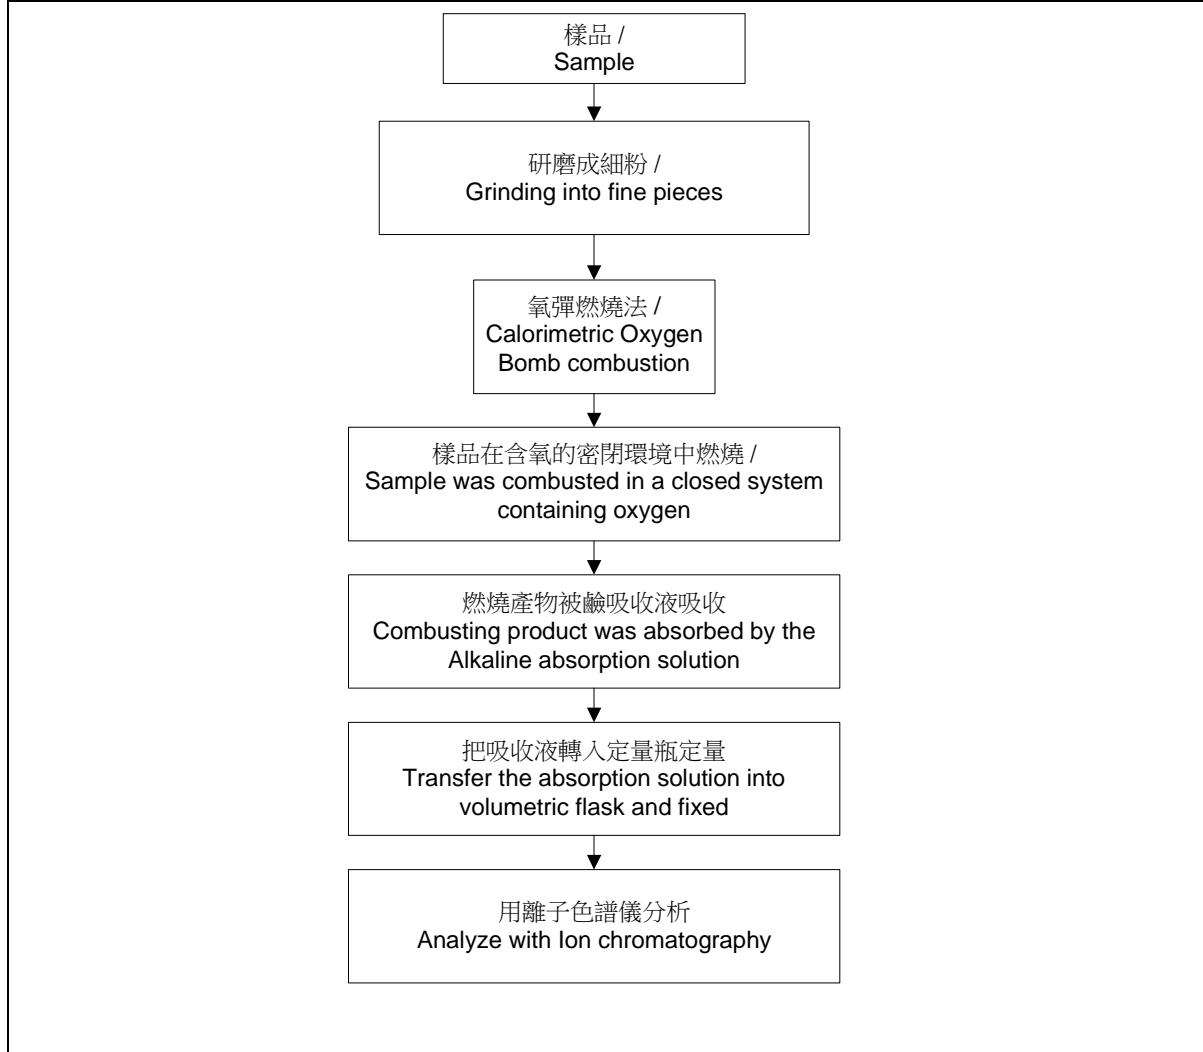 樣品 /
Sample
研磨成細粉 /
Grinding into fine pieces
氧彈燃燒法 /
Calorimetric Oxygen
Bomb combustion
樣品在含氧的密閉環境中燃燒 /
Sample was combusted in a closed system
containing oxygen
燃燒產物被鹼吸收液吸收
Combusting product was absorbed by the
Alkaline absorption solution
把吸收液轉入定量瓶定量
Transfer the absorption solution into
volumetric flask and fixed
用離子色譜儀分析
Analyze with Ion chromatography